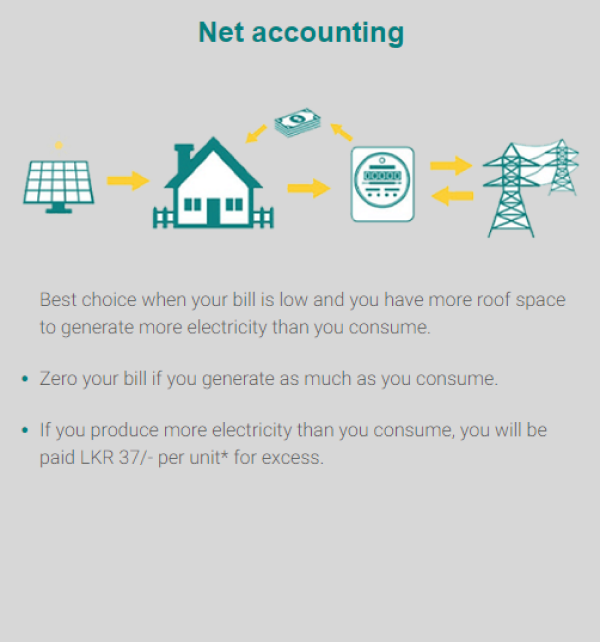 Net accounting
Best choice when your bill is low and you have more roof space
to generate more electricity than you consume.
• Zero your bill if you generate as much as you consume.
• If you produce more electricity than you consume, you will be
paid LKR 37/- per unit* for excess.